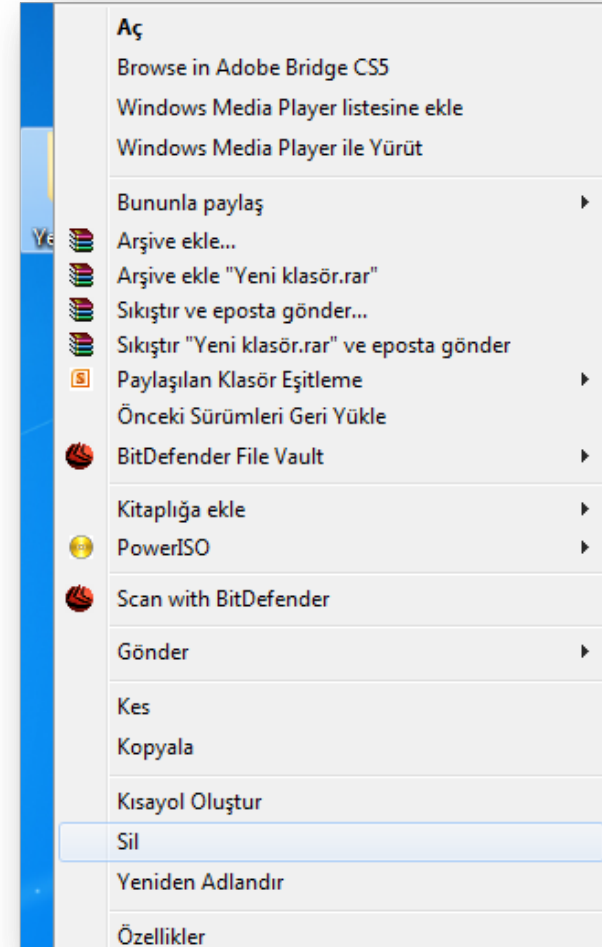 Aç
Browse in Adobe Bridge CS5
Windows Media Player listesine ekle
Windows Media Player ile Yürüt
Bununla paylaş
Ye
Arşive ekle...
Arşive ekle "Yeni klasör.rar"
Sıkıştır ve eposta gönder...
Sıkıştır "Yeni klasör.rar" ve eposta gönder
Paylaşılan Klasör Eşitleme
Önceki Sürümleri Geri Yükle
BitDefender File Vault
Kitaplığa ekle
PowerISO
Scan with BitDefender
Gönder
Kes
Kopyala
Kısayol Oluştur
Sil
Yeniden Adlandır
Özellikler